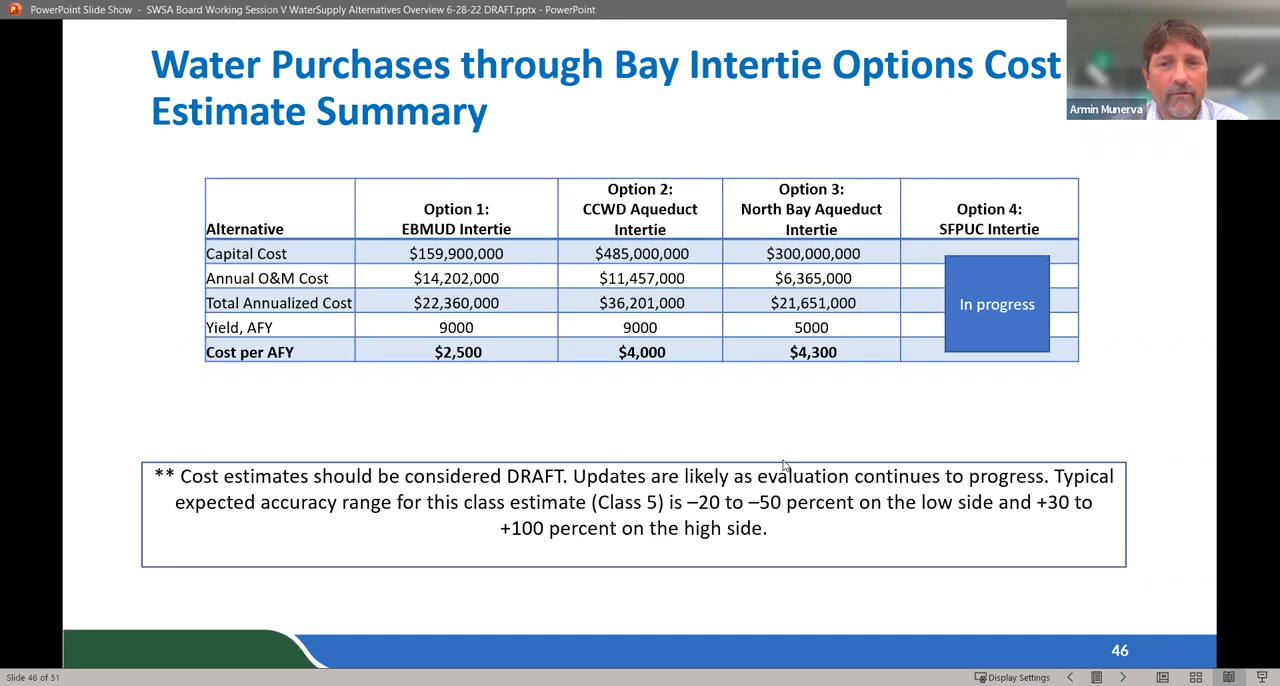 PowerPoint Slide Show - SWSA Board Working Session V WaterSupply Alternatives Overview 6-28-22 DRAFT.pptx - PowerPoint
Water Purchases through Bay Intertie Options Cost
Estimate Summary
Armin Munerva
Alternative Option 1: EBMUD Intertie Option 2: CCWD Aqueduct Intertie Option 3: North Bay Aqueduct Intertie Option 4: SFPUC Intertie
Capital Cost $159,900,000 $485,000,000 $300,000,000
Annual O&M Cost $14,202,000 $11,457,000 $6,365,000
Total Annualized Cost $22,360,000 $36,201,000 $21,651,000
In progress
Yield, AFY 9000 9000 5000
Cost per AFY $2,500 $4,000 $4,300
** Cost estimates should be considered DRAFT. Updates are likely as evaluation continues to progress. Typical
expected accuracy range for this class estimate (Class 5) is –20 to –50 percent on the low side and +30 to
+100 percent on the high side.
46
Slide 46 of 51
Display Settings